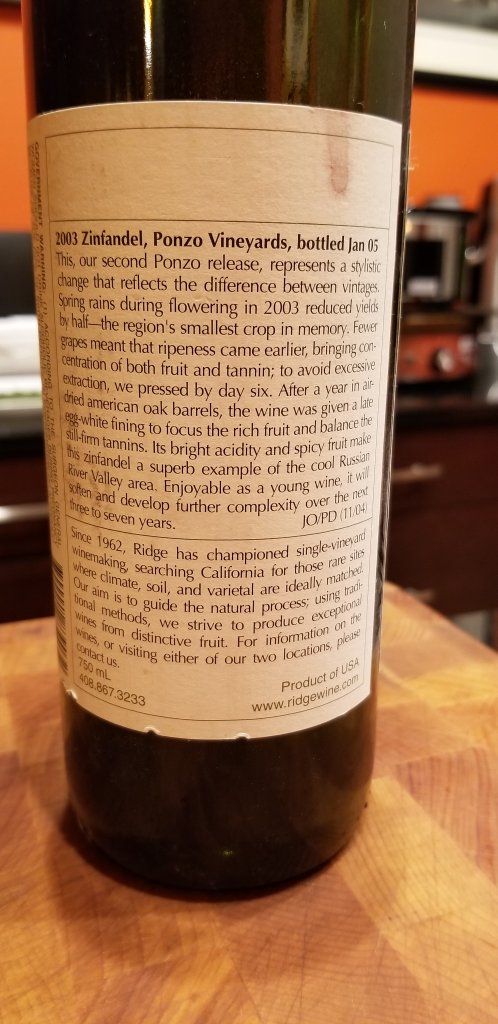 2003 Zinfandel, Ponzo Vineyards, bottled Jan 05
This, our second Ponzo release, represents a stylistic
change that reflects the difference between vintages.
Spring rains during flowering in 2003 reduced yields
by half—the region's smallest crop in memory. Fewer
grapes meant that ripeness came earlier, bringing con-
centration of both fruit and tannin; to avoid excessive
extraction, we pressed by day six. After a year in air-
dried american oak barrels, the wine was given a late
egg-white fining to focus the rich fruit and balance the
still-firm tannins. Its bright acidity and spicy fruit make
this zinfandel a superb example of the cool Russian
River Valley area. Enjoyable as a young wine, it will
soften and develop further complexity over the next
three to seven years. JO/PD (11/04)
Since 1962, Ridge has championed single-vineyard
winemaking, searching California for those rare sites
where climate, soil, and varietal are ideally matched.
Our aim is to guide the natural process; using tradi-
tional methods, we strive to produce exceptional
wines from distinctive fruit. For information on the
wines, or visiting either of our two locations, please
contact us.
750 mL
408.867.3233
Product of USA
www.ridgewine.com
GOVERNMENT WARNING: